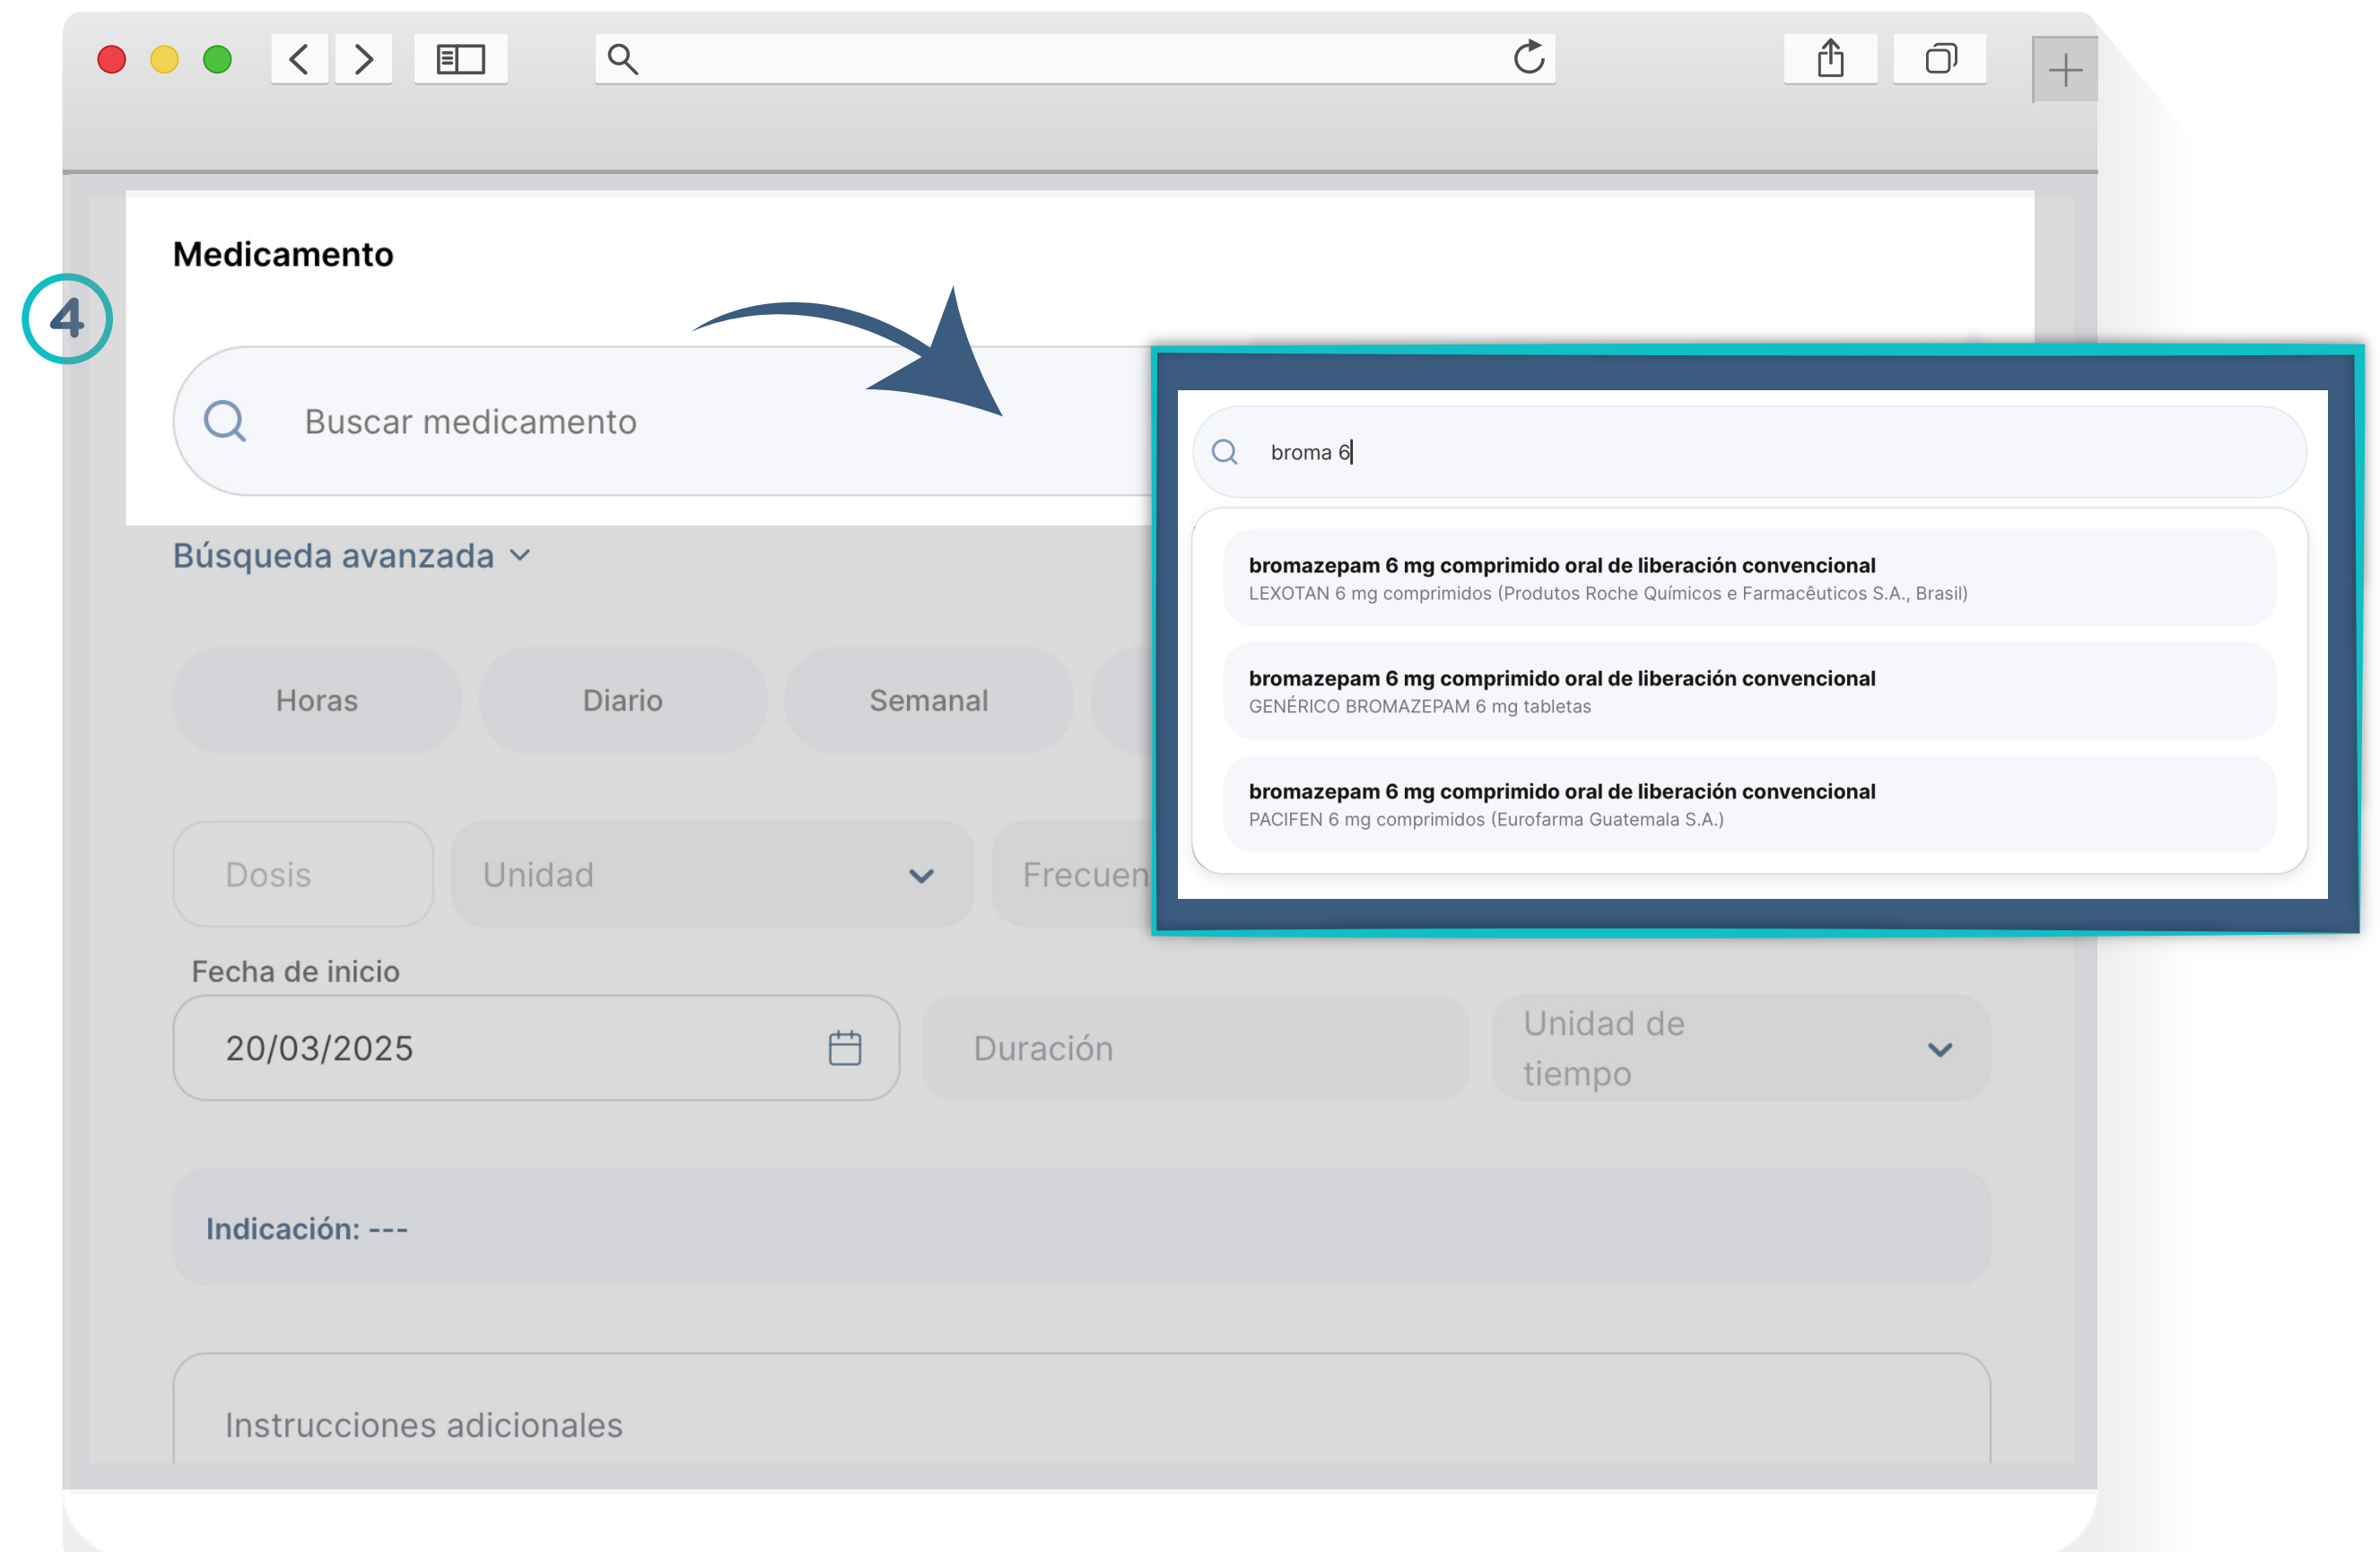 4
Medicamento
Buscar medicamento
broma 6
bromazepam 6 mg comprimido oral de liberación convencional
LEXOTAN 6 mg comprimidos (Produtos Roche Químicos e Farmacêuticos S.A., Brasil)
bromazepam 6 mg comprimido oral de liberación convencional
GENÉRICO BROMAZEPAM 6 mg tabletas
bromazepam 6 mg comprimido oral de liberación convencional
PACIFEN 6 mg comprimidos (Eurofarma Guatemala S.A.)
Búsqueda avanzada
Horas Diario Semanal
Dosis Unidad Frecuen
Fecha de inicio
20/03/2025 Duración Unidad de
tiempo
Indicación: ---
Instrucciones adicionales